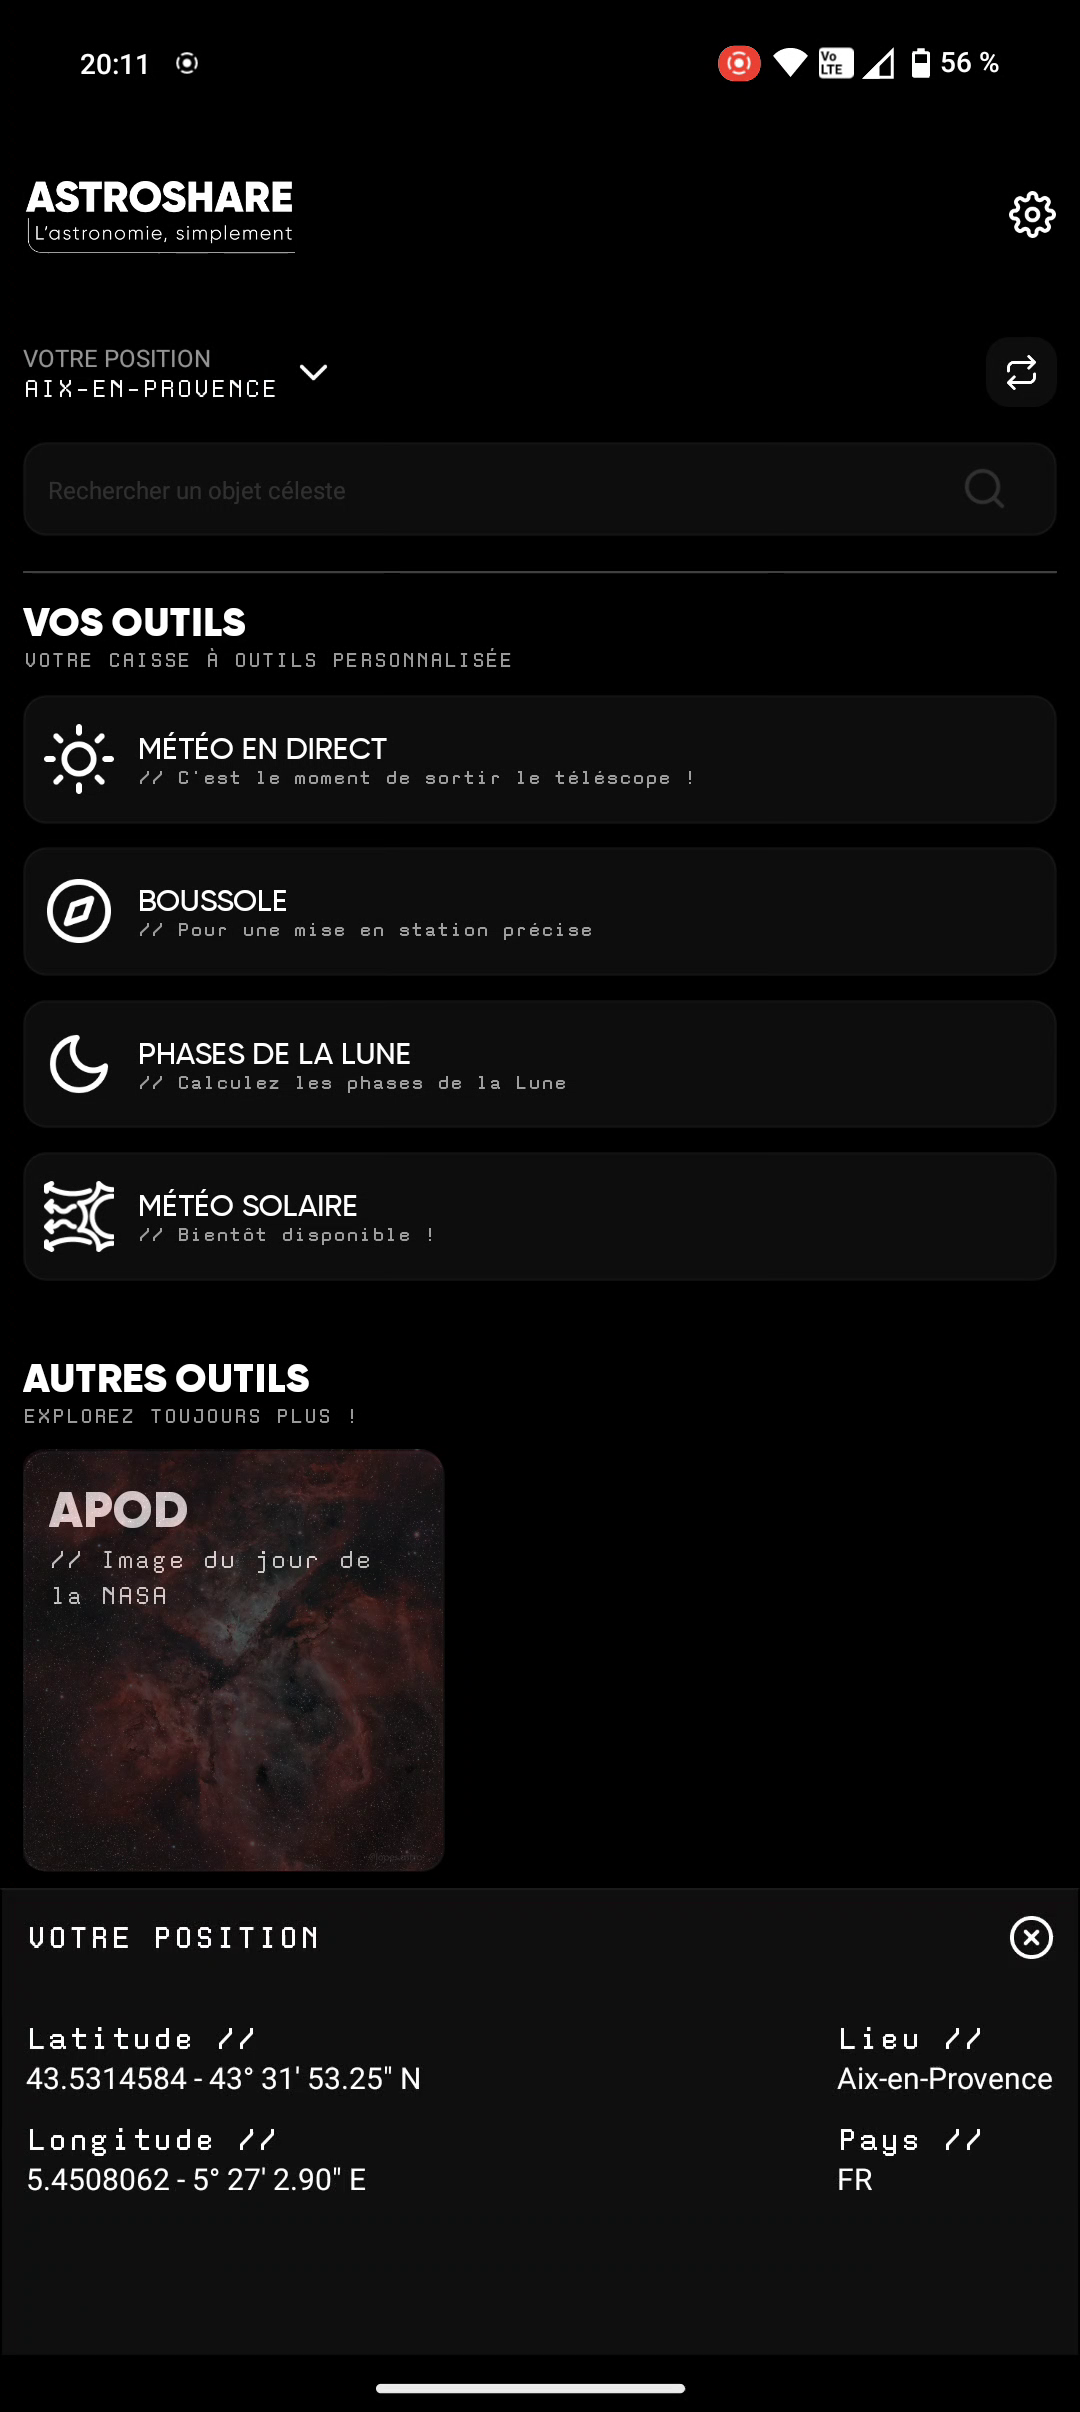 20:11
Vo LTE 56 %
ASTROSHARE
L'astronomie, simplement
VOTRE POSITION
AIX-EN-PROVENCE
Rechercher un objet céleste
VOS OUTILS
VOTRE CAISSE À OUTILS PERSONNALISÉE
MÉTÉO EN DIRECT
// C'est le moment de sortir le téléscope !
BOUSSOLE
// Pour une mise en station précise
PHASES DE LA LUNE
// Calculez les phases de la Lune
MÉTÉO SOLAIRE
// Bientôt disponible !
AUTRES OUTILS
EXPLOREZ TOUJOURS PLUS !
APOD
// Image du jour de
la NASA
VOTRE POSITION
Latitude //
43.5314584 - 43° 31' 53.25" N
Lieu //
Aix-en-Provence
Longitude //
5.4508062 - 5° 27' 2.90" E
Pays //
FR